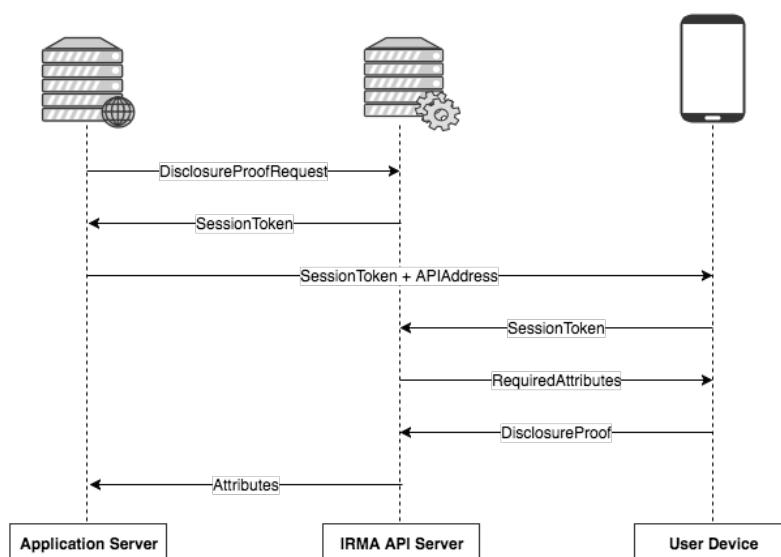 DisclosureProofRequest
SessionToken
SessionToken + APIAddress
SessionToken
RequiredAttributes
DisclosureProof
Attributes
Application Server
IRMA API Server
User Device